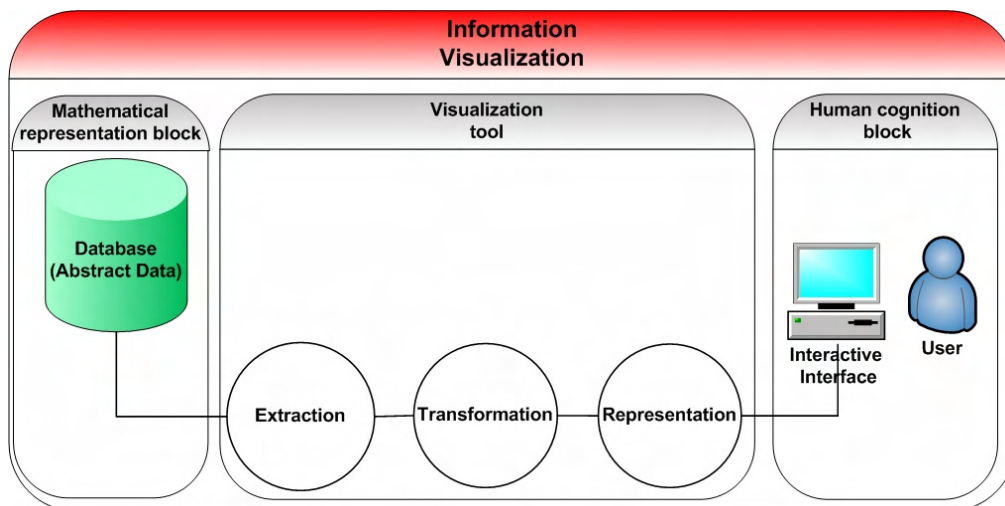 Information
Visualization
Mathematical
representation block
Visualization
tool
Human cognition
block
Database
(Abstract Data)
Extraction
Transformation
Representation
Interactive
Interface
User